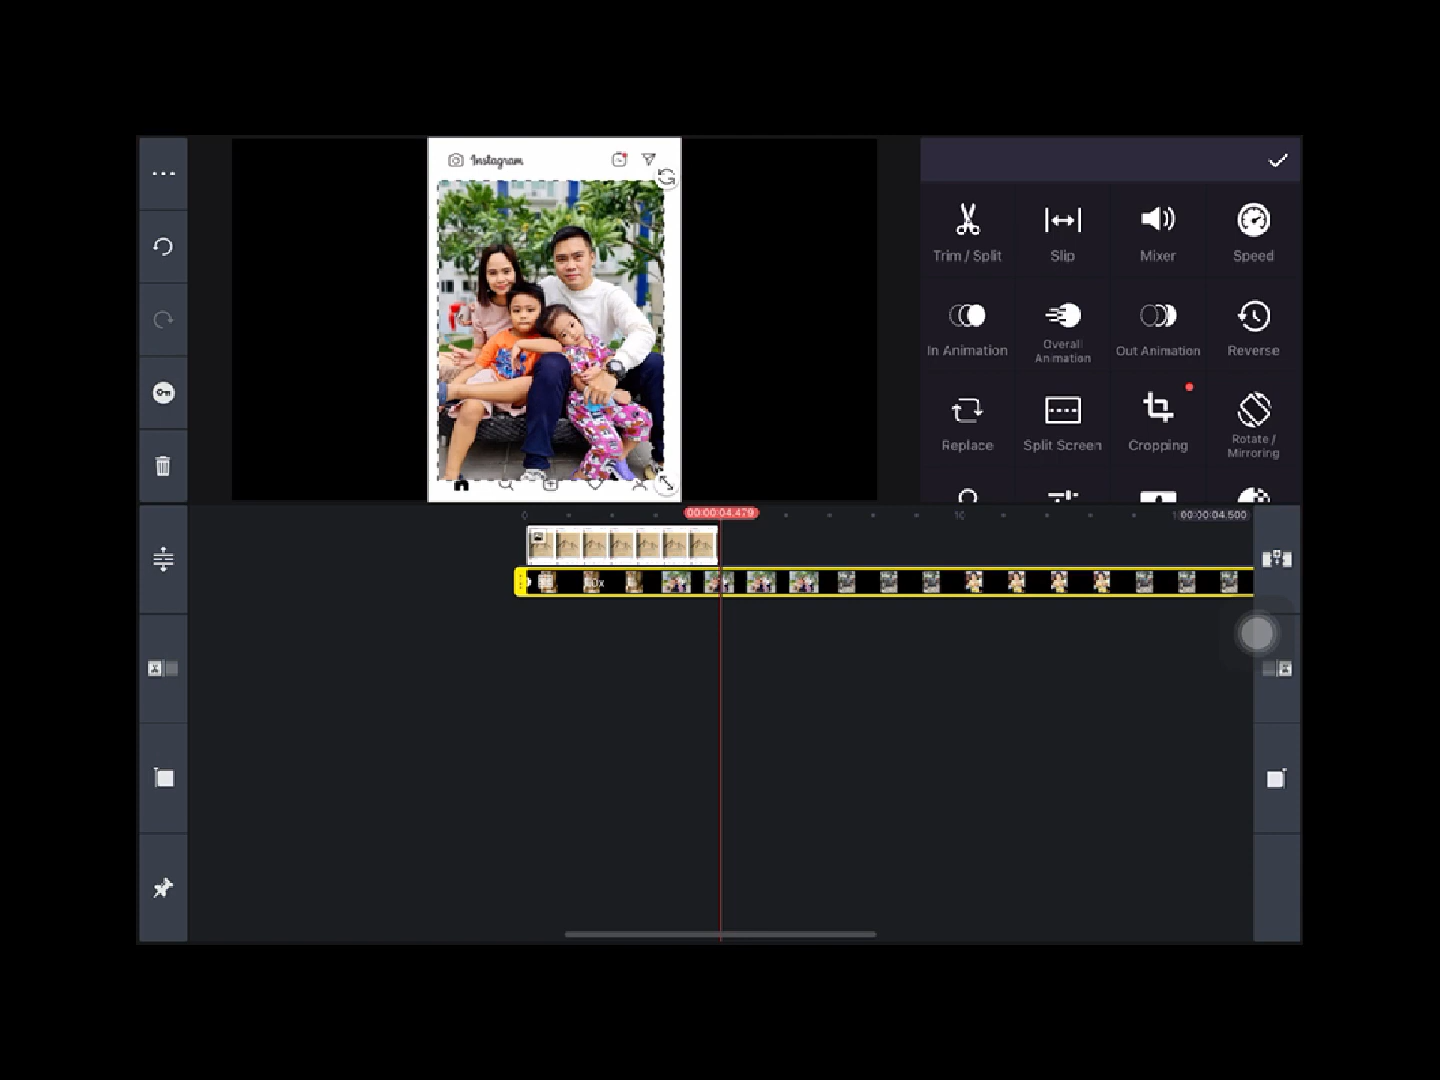 Instagram
Trim / Split
Slip
Mixer
Speed
In Animation
Overall
Animation
Out Animation
Reverse
Replace
Split Screen
Cropping
Rotate /
Mirroring
0
00:00:04.479
10
00:00:04.500